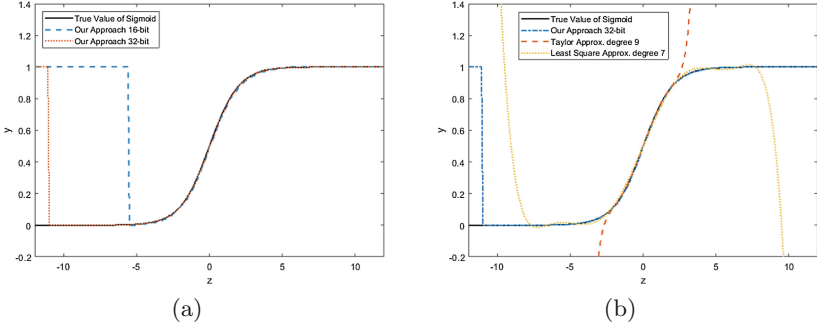 1.4
1.2
1
0.8
0.6
0.4
0.2
0
-0.2
y
-10
-5
0
5
10
z
True Value of Sigmoid
Our Approach 16-bit
Our Approach 32-bit
(a)
1.4
1.2
1
0.8
0.6
0.4
0.2
0
-0.2
y
-10
-5
0
5
10
z
True Value of Sigmoid
Our Approach 32-bit
Taylor Approx. degree 9
Least Square Approx. degree 7
(b)